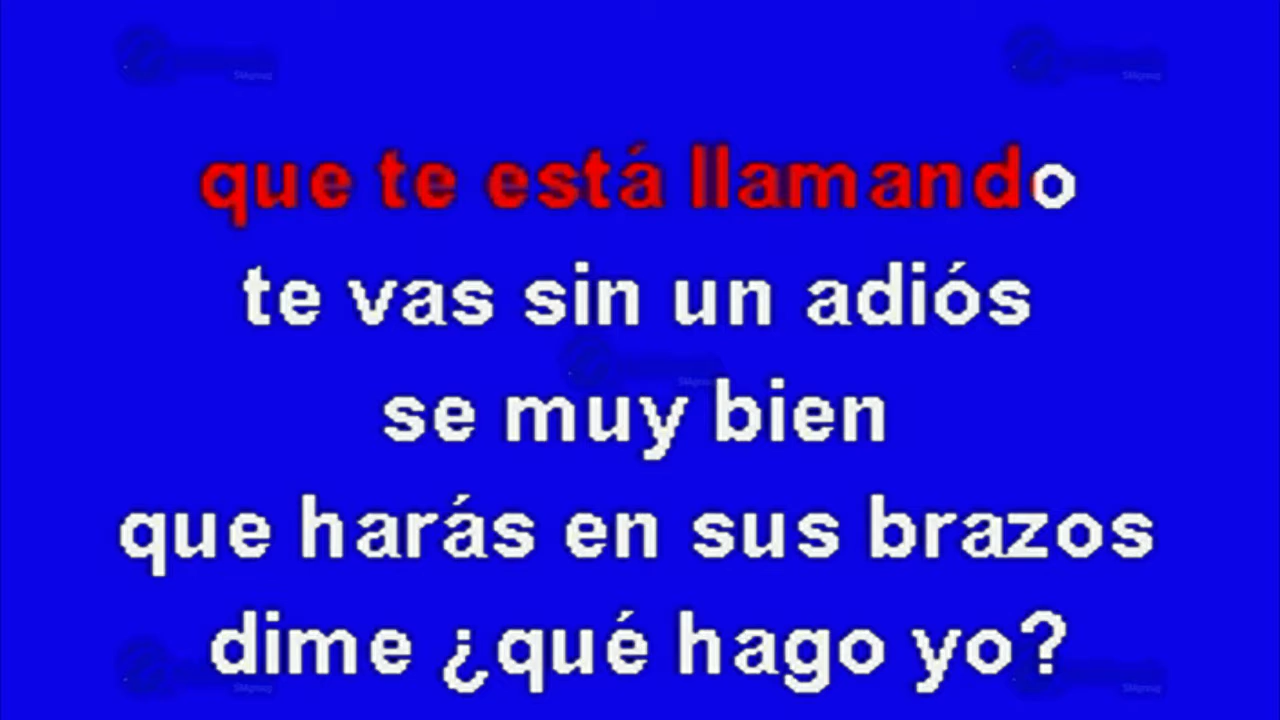 que te está llamando
te vas sin un adiós
se muy bien
que harás en sus brazos
dime ¿qué hago yo?